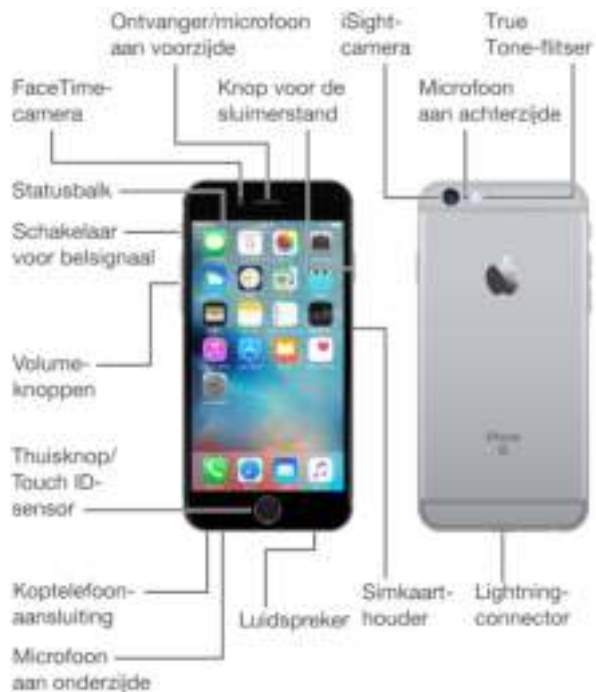 Ontvanger/microfoon
aan voorzijde
iSight-
camera
True
Tone-flitser
FaceTime-
camera
Knop voor de
sluimerstand
Microfoon
aan achterzijde
Statusbalk
Schakelaar
voor belsignaal
Volume-
knoppen
Thuisknop/
Touch ID-
sensor
iPhone
S
Koptelefoon-
aansluiting
Luidspreker
Simkaart-
houder
Lightning-
connector
Microfoon
aan onderzijde